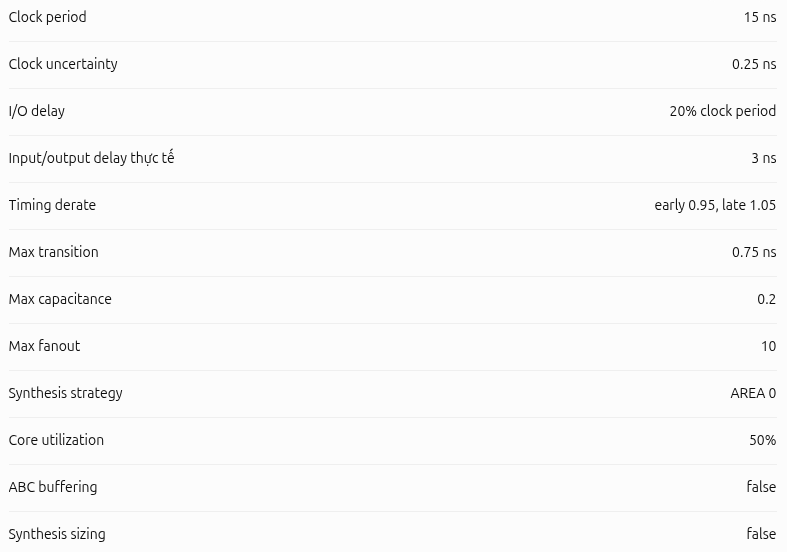 Clock period 15 ns
Clock uncertainty 0.25 ns
I/O delay 20% clock period
Input/output delay thực tế 3 ns
Timing derate early 0.95, late 1.05
Max transition 0.75 ns
Max capacitance 0.2
Max fanout 10
Synthesis strategy AREA 0
Core utilization 50%
ABC buffering false
Synthesis sizing false